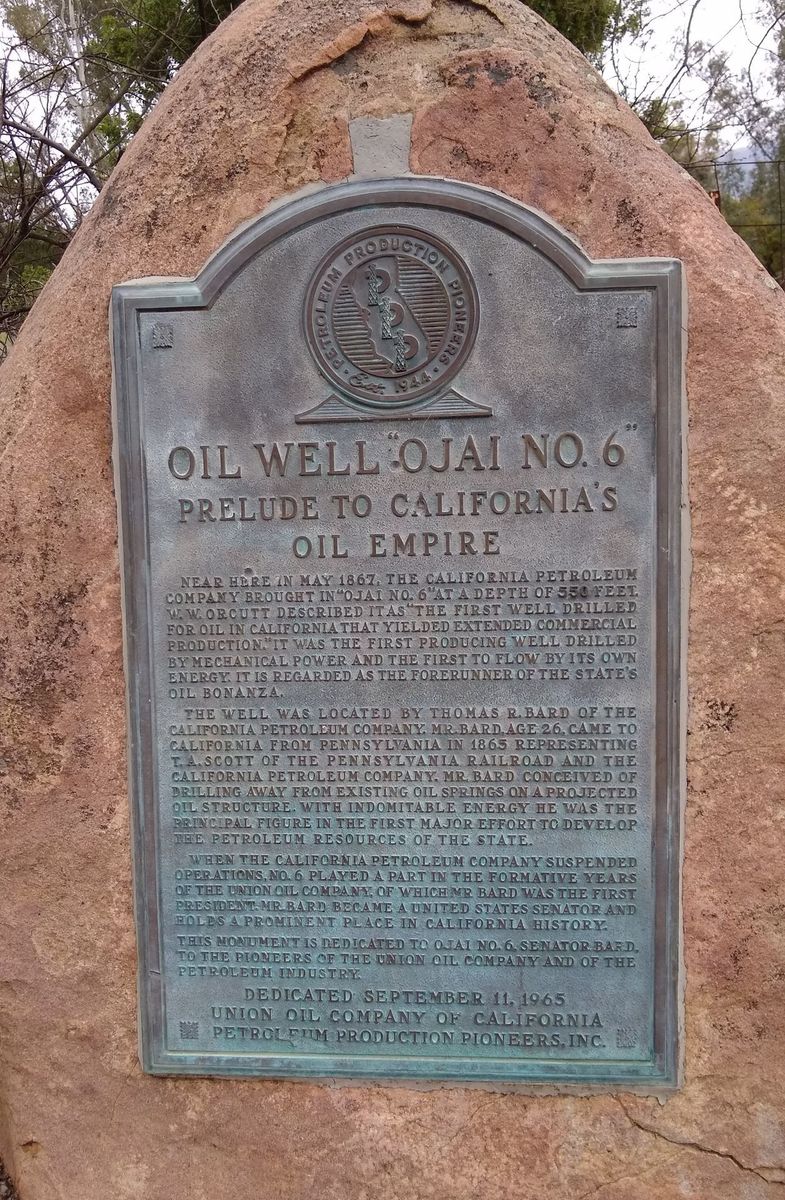 PETROLEUM PRODUCTION PIONEERS
Est. 1944
OIL WELL "OJAI NO. 6"
PRELUDE TO CALIFORNIA'S
OIL EMPIRE
NEAR HERE IN MAY 1867, THE CALIFORNIA PETROLEUM
COMPANY BROUGHT IN "OJAI NO. 6" AT A DEPTH OF 550 FEET.
W. W. ORCUTT DESCRIBED IT AS "THE FIRST WELL DRILLED
FOR OIL IN CALIFORNIA THAT YIELDED EXTENDED COMMERCIAL
PRODUCTION." IT WAS THE FIRST PRODUCING WELL DRILLED
BY MECHANICAL POWER AND THE FIRST TO FLOW BY ITS OWN
ENERGY. IT IS REGARDED AS THE FORERUNNER OF THE STATE'S
OIL BONANZA.
THE WELL WAS LOCATED BY THOMAS R. BARD OF THE
CALIFORNIA PETROLEUM COMPANY. MR. BARD, AGE 26, CAME TO
CALIFORNIA FROM PENNSYLVANIA IN 1865 REPRESENTING
T. A. SCOTT OF THE PENNSYLVANIA RAILROAD AND THE
CALIFORNIA PETROLEUM COMPANY. MR. BARD CONCEIVED OF
DRILLING AWAY FROM EXISTING OIL SPRINGS ON A PROJECTED
OIL STRUCTURE. WITH INDOMITABLE ENERGY HE WAS THE
PRINCIPAL FIGURE IN THE FIRST MAJOR EFFORT TO DEVELOP
THE PETROLEUM RESOURCES OF THE STATE.
WHEN THE CALIFORNIA PETROLEUM COMPANY SUSPENDED
OPERATIONS, NO. 6 PLAYED A PART IN THE FORMATIVE YEARS
OF THE UNION OIL COMPANY, OF WHICH MR BARD WAS THE FIRST
PRESIDENT. MR. BARD BECAME A UNITED STATES SENATOR AND
HOLDS A PROMINENT PLACE IN CALIFORNIA HISTORY.
THIS MONUMENT IS DEDICATED TO OJAI NO. 6, SENATOR BARD,
TO THE PIONEERS OF THE UNION OIL COMPANY AND OF THE
PETROLEUM INDUSTRY.
DEDICATED SEPTEMBER 11, 1965
UNION OIL COMPANY OF CALIFORNIA
PETROLEUM PRODUCTION PIONEERS, INC.